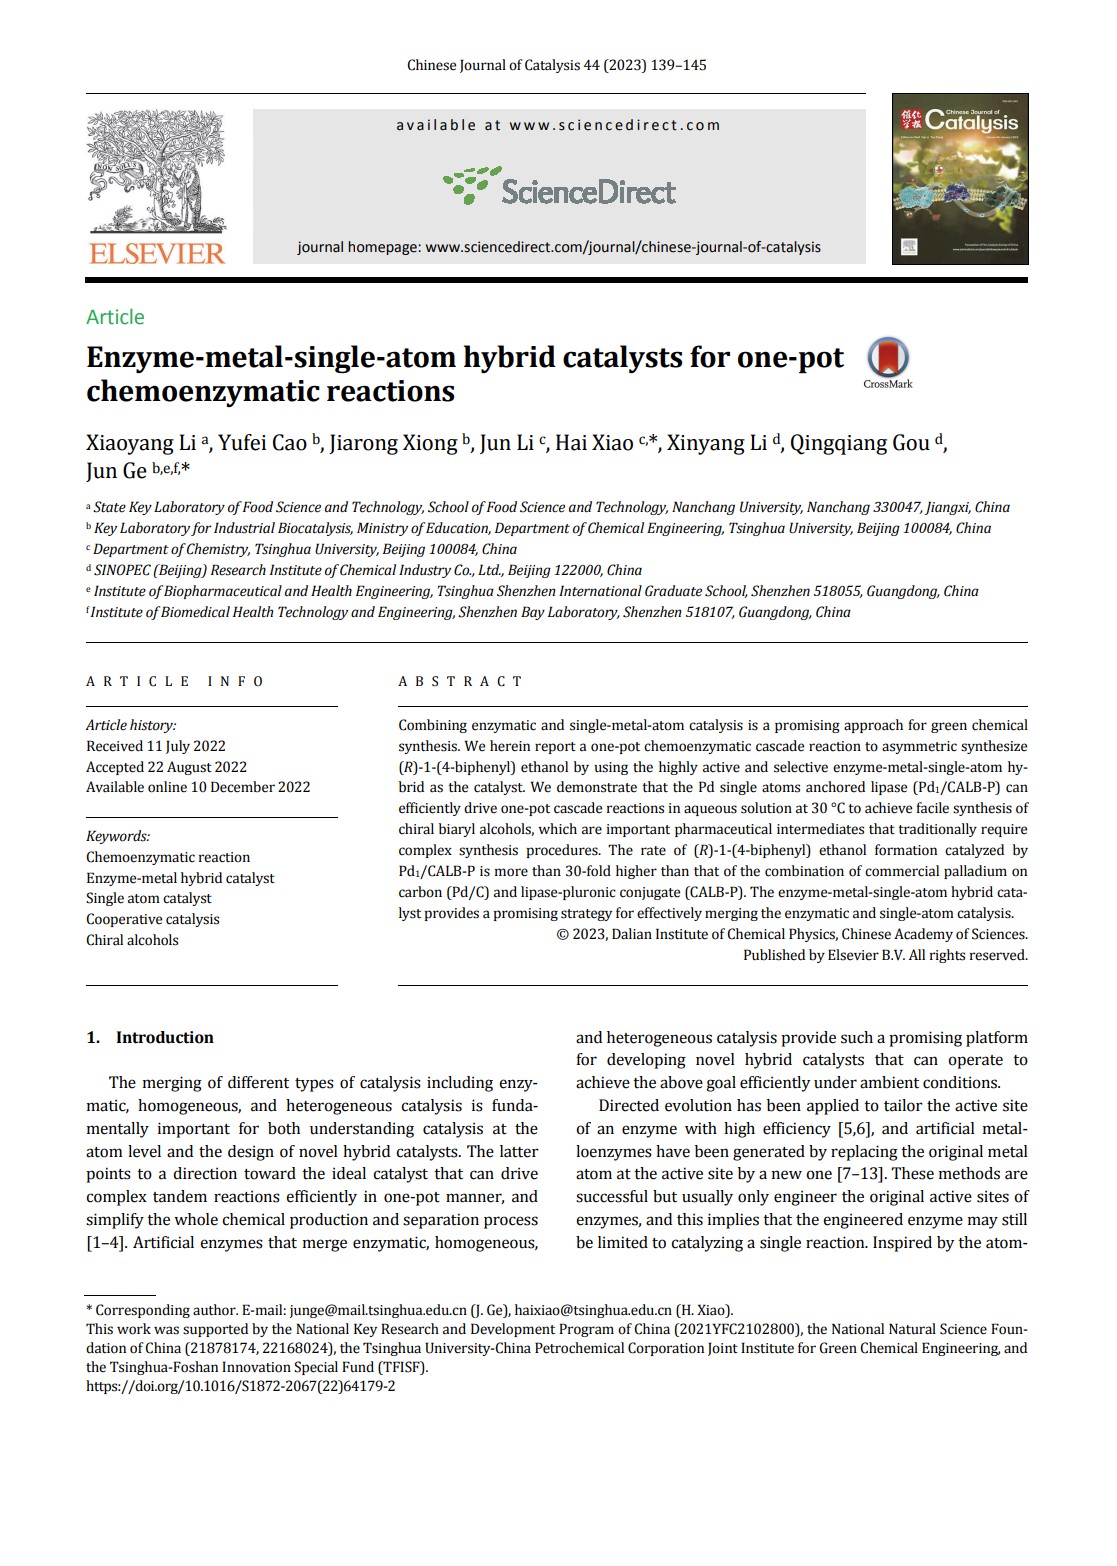 Chinese Journal of Catalysis 44 (2023) 139–145
available at www.sciencedirect.com
ScienceDirect
journal homepage: www.sciencedirect.com/journal/chinese-journal-of-catalysis
ELSEVIER
催化
学报
Chinese Journal of
Catalysis
Article
Enzyme-metal-single-atom hybrid catalysts for one-pot
chemoenzymatic reactions
CrossMark
Xiaoyang Li ᵃ, Yufei Cao ᵇ, Jiarong Xiong ᵇ, Jun Li ᶜ, Hai Xiao ᶜ,*, Xinyang Li ᵈ, Qingqiang Gou ᵈ,
Jun Ge ᵇ,ᵉ,ᶠ,*
ᵃ State Key Laboratory of Food Science and Technology, School of Food Science and Technology, Nanchang University, Nanchang 330047, Jiangxi, China
ᵇ Key Laboratory for Industrial Biocatalysis, Ministry of Education, Department of Chemical Engineering, Tsinghua University, Beijing 100084, China
ᶜ Department of Chemistry, Tsinghua University, Beijing 100084, China
ᵈ SINOPEC (Beijing) Research Institute of Chemical Industry Co., Ltd., Beijing 122000, China
ᵉ Institute of Biopharmaceutical and Health Engineering, Tsinghua Shenzhen International Graduate School, Shenzhen 518055, Guangdong, China
ᶠ Institute of Biomedical Health Technology and Engineering, Shenzhen Bay Laboratory, Shenzhen 518107, Guangdong, China
ARTICLE INFO
Article history:
Received 11 July 2022
Accepted 22 August 2022
Available online 10 December 2022
Keywords:
Chemoenzymatic reaction
Enzyme-metal hybrid catalyst
Single atom catalyst
Cooperative catalysis
Chiral alcohols
ABSTRACT
Combining enzymatic and single-metal-atom catalysis is a promising approach for green chemical
synthesis. We herein report a one-pot chemoenzymatic cascade reaction to asymmetric synthesize
(R)-1-(4-biphenyl) ethanol by using the highly active and selective enzyme-metal-single-atom hy-
brid as the catalyst. We demonstrate that the Pd single atoms anchored lipase (Pd₁/CALB-P) can
efficiently drive one-pot cascade reactions in aqueous solution at 30 °C to achieve facile synthesis of
chiral biaryl alcohols, which are important pharmaceutical intermediates that traditionally require
complex synthesis procedures. The rate of (R)-1-(4-biphenyl) ethanol formation catalyzed by
Pd₁/CALB-P is more than 30-fold higher than that of the combination of commercial palladium on
carbon (Pd/C) and lipase-pluronic conjugate (CALB-P). The enzyme-metal-single-atom hybrid cata-
lyst provides a promising strategy for effectively merging the enzymatic and single-atom catalysis.
© 2023, Dalian Institute of Chemical Physics, Chinese Academy of Sciences.
Published by Elsevier B.V. All rights reserved.
1. Introduction
The merging of different types of catalysis including enzy-
matic, homogeneous, and heterogeneous catalysis is funda-
mentally important for both understanding catalysis at the
atom level and the design of novel hybrid catalysts. The latter
points to a direction toward the ideal catalyst that can drive
complex tandem reactions efficiently in one-pot manner, and
simplify the whole chemical production and separation process
[1–4]. Artificial enzymes that merge enzymatic, homogeneous,
and heterogeneous catalysis provide such a promising platform
for developing novel hybrid catalysts that can operate to
achieve the above goal efficiently under ambient conditions.
Directed evolution has been applied to tailor the active site
of an enzyme with high efficiency [5,6], and artificial metal-
loenzymes have been generated by replacing the original metal
atom at the active site by a new one [7–13]. These methods are
successful but usually only engineer the original active sites of
enzymes, and this implies that the engineered enzyme may still
be limited to catalyzing a single reaction. Inspired by the atom-
* Corresponding author. E-mail: junge@mail.tsinghua.edu.cn (J. Ge), haixiao@tsinghua.edu.cn (H. Xiao).
This work was supported by the National Key Research and Development Program of China (2021YFC2102800), the National Natural Science Foun-
dation of China (21878174, 22168024), the Tsinghua University-China Petrochemical Corporation Joint Institute for Green Chemical Engineering, and
the Tsinghua-Foshan Innovation Special Fund (TFISF).
https://doi.org/10.1016/S1872-2067(22)64179-2